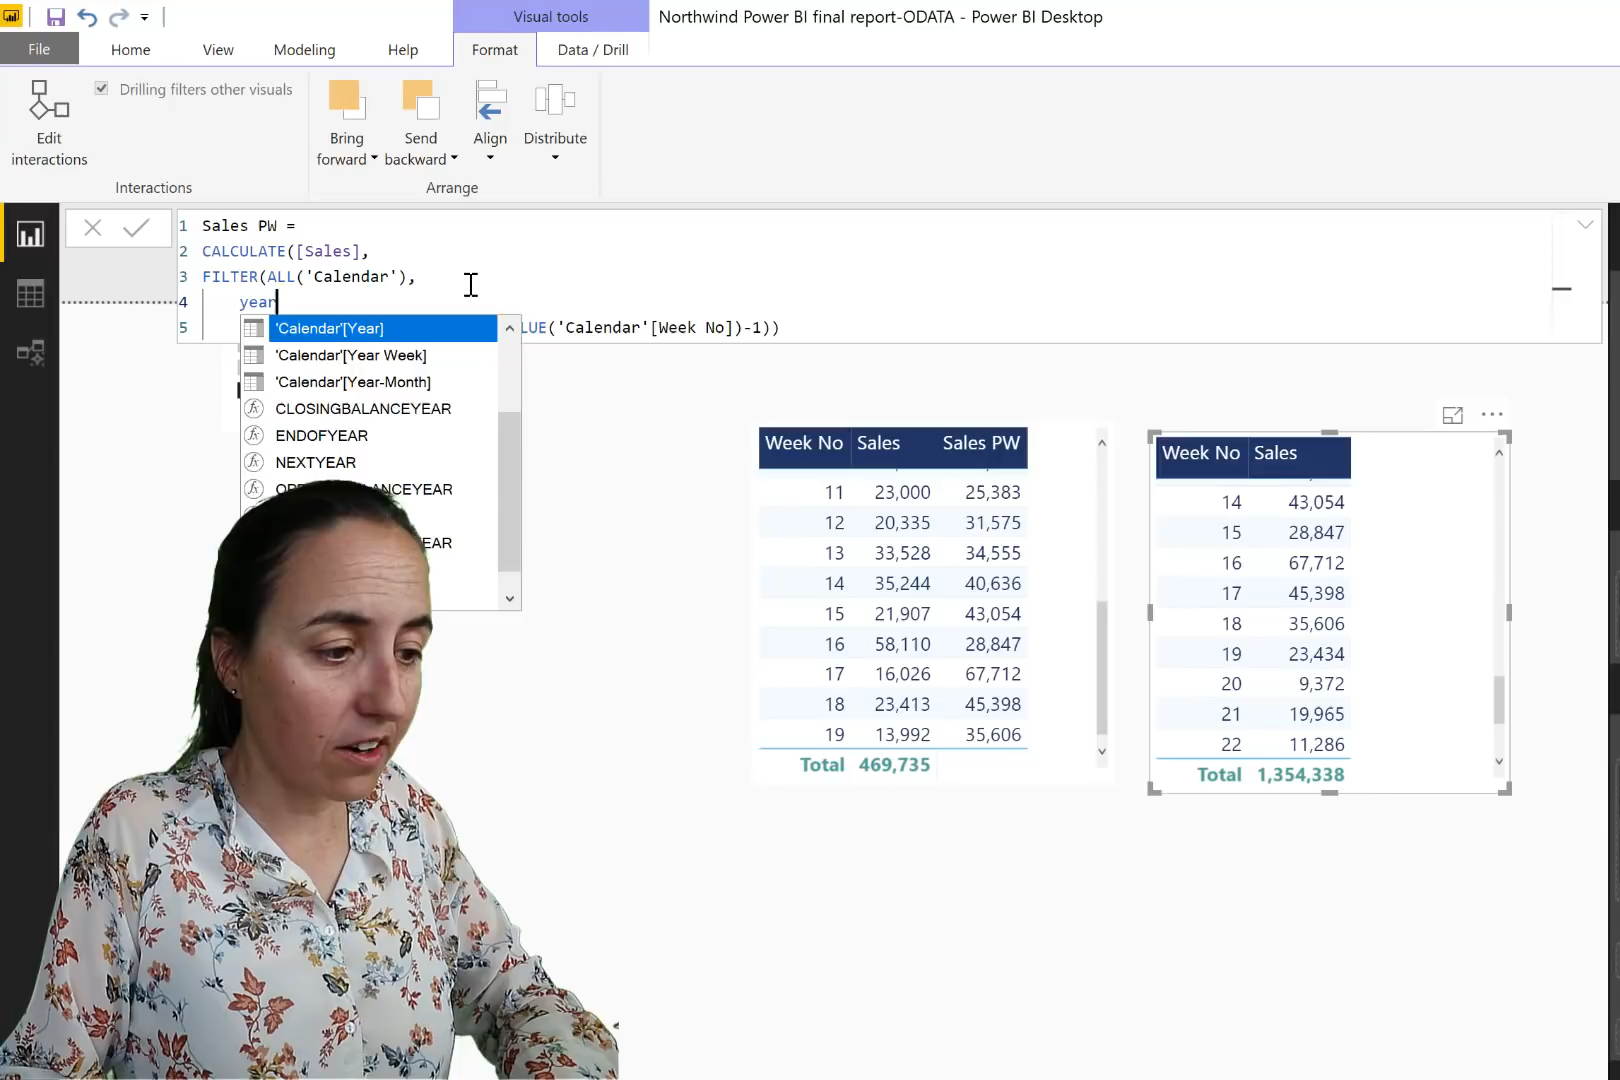 Visual tools
Northwind Power BI final report-ODATA - Power BI Desktop
File
Home
View
Modeling
Help
Format
Data / Drill
Drilling filters other visuals
Edit
interactions
Bring
forward
Send
backward
Align
Distribute
Interactions
Arrange
1 Sales PW =
2 CALCULATE([Sales],
3 FILTER(ALL('Calendar'),
4 year
5 LUE('Calendar'[Week No])-1))
'Calendar'[Year]
'Calendar'[Year Week]
'Calendar'[Year-Month]
CLOSINGBALANCEYEAR
ENDOFYEAR
NEXTYEAR
Week No Sales Sales PW
11 23,000 25,383
12 20,335 31,575
13 33,528 34,555
14 35,244 40,636
15 21,907 43,054
16 58,110 28,847
17 16,026 67,712
18 23,413 45,398
19 13,992 35,606
Total 469,735
Week No Sales
14 43,054
15 28,847
16 67,712
17 45,398
18 35,606
19 23,434
20 9,372
21 19,965
22 11,286
Total 1,354,338